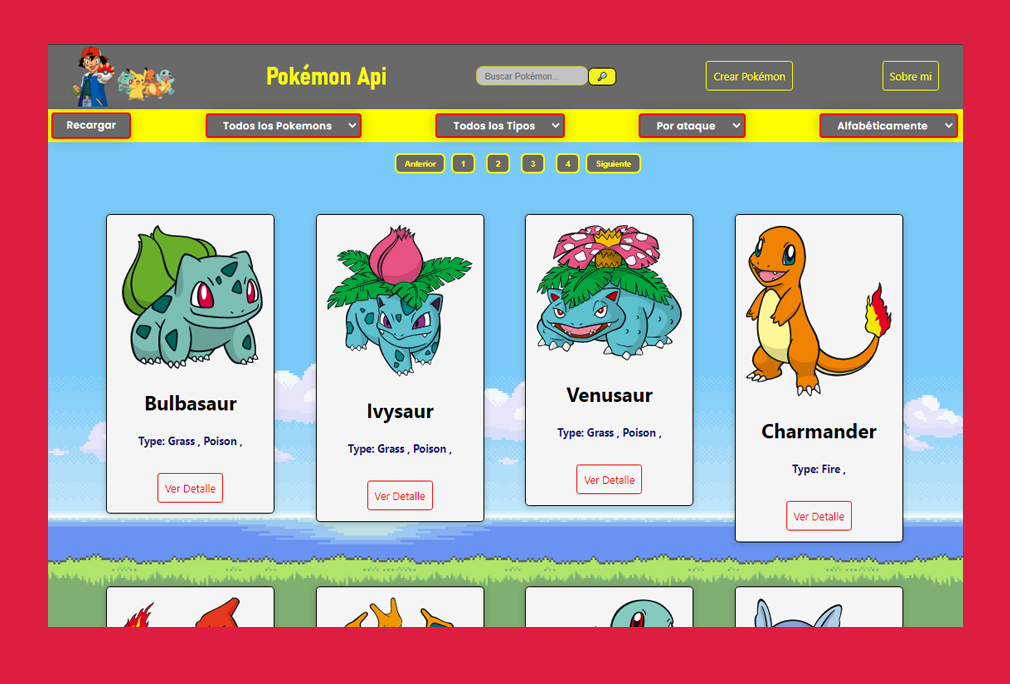 Pokémon Api
Buscar Pokémon...
Crear Pokémon
Sobre mi
Recargar
Todos los Pokemons
Todos los Tipos
Por ataque
Alfabéticamente
Anterior 1 2 3 4 Siguiente
Bulbasaur
Type: Grass , Poison ,
Ver Detalle
Ivysaur
Type: Grass , Poison ,
Ver Detalle
Venusaur
Type: Grass , Poison ,
Ver Detalle
Charmander
Type: Fire ,
Ver Detalle